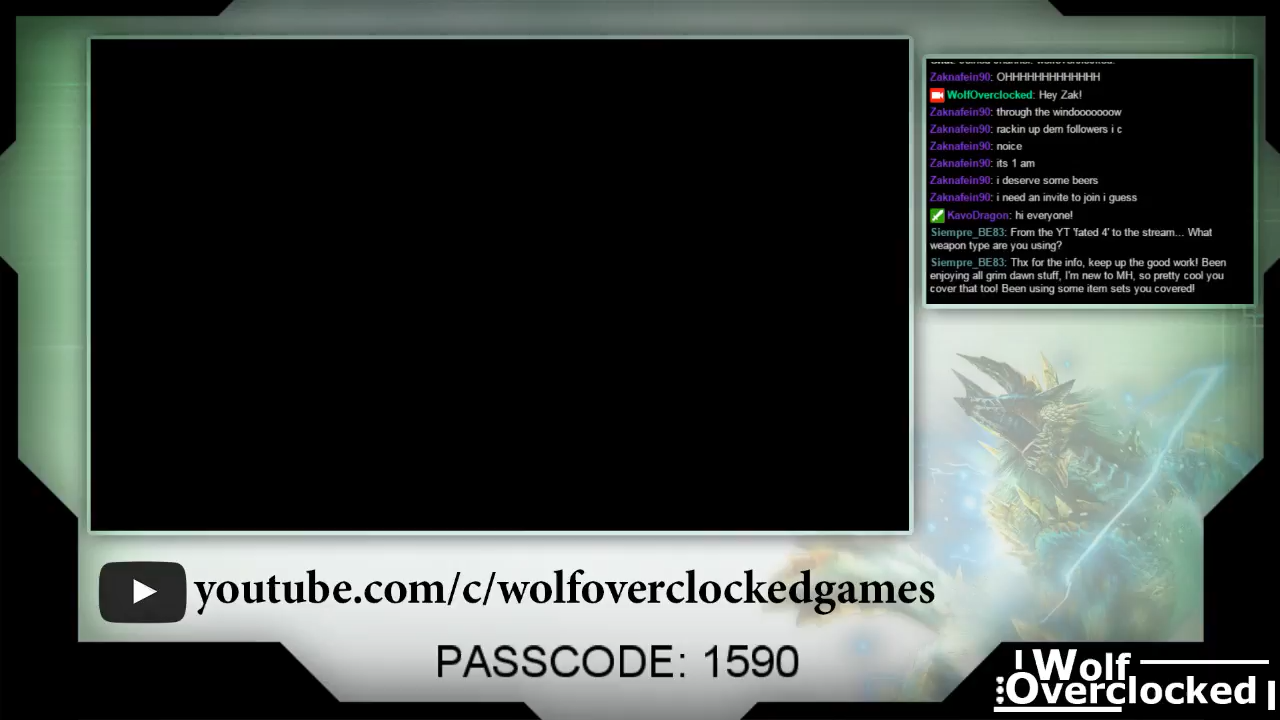 Zaknafein90: OHHHHHHHHHHHHH
WolfOverclocked: Hey Zak!
Zaknafein90: through the windooooooow
Zaknafein90: rackin up dem followers i c
Zaknafein90: noice
Zaknafein90: its 1 am
Zaknafein90: i deserve some beers
Zaknafein90: i need an invite to join i guess
KavoDragon: hi everyone!
Siempre_BE83: From the YT 'fated 4' to the stream... What
weapon type are you using?
Siempre_BE83: Thx for the info, keep up the good work! Been
enjoying all grim dawn stuff, I'm new to MH, so pretty cool you
cover that too! Been using some item sets you covered!
youtube.com/c/wolfoverclockedgames
PASSCODE: 1590
Wolf
Overclocked